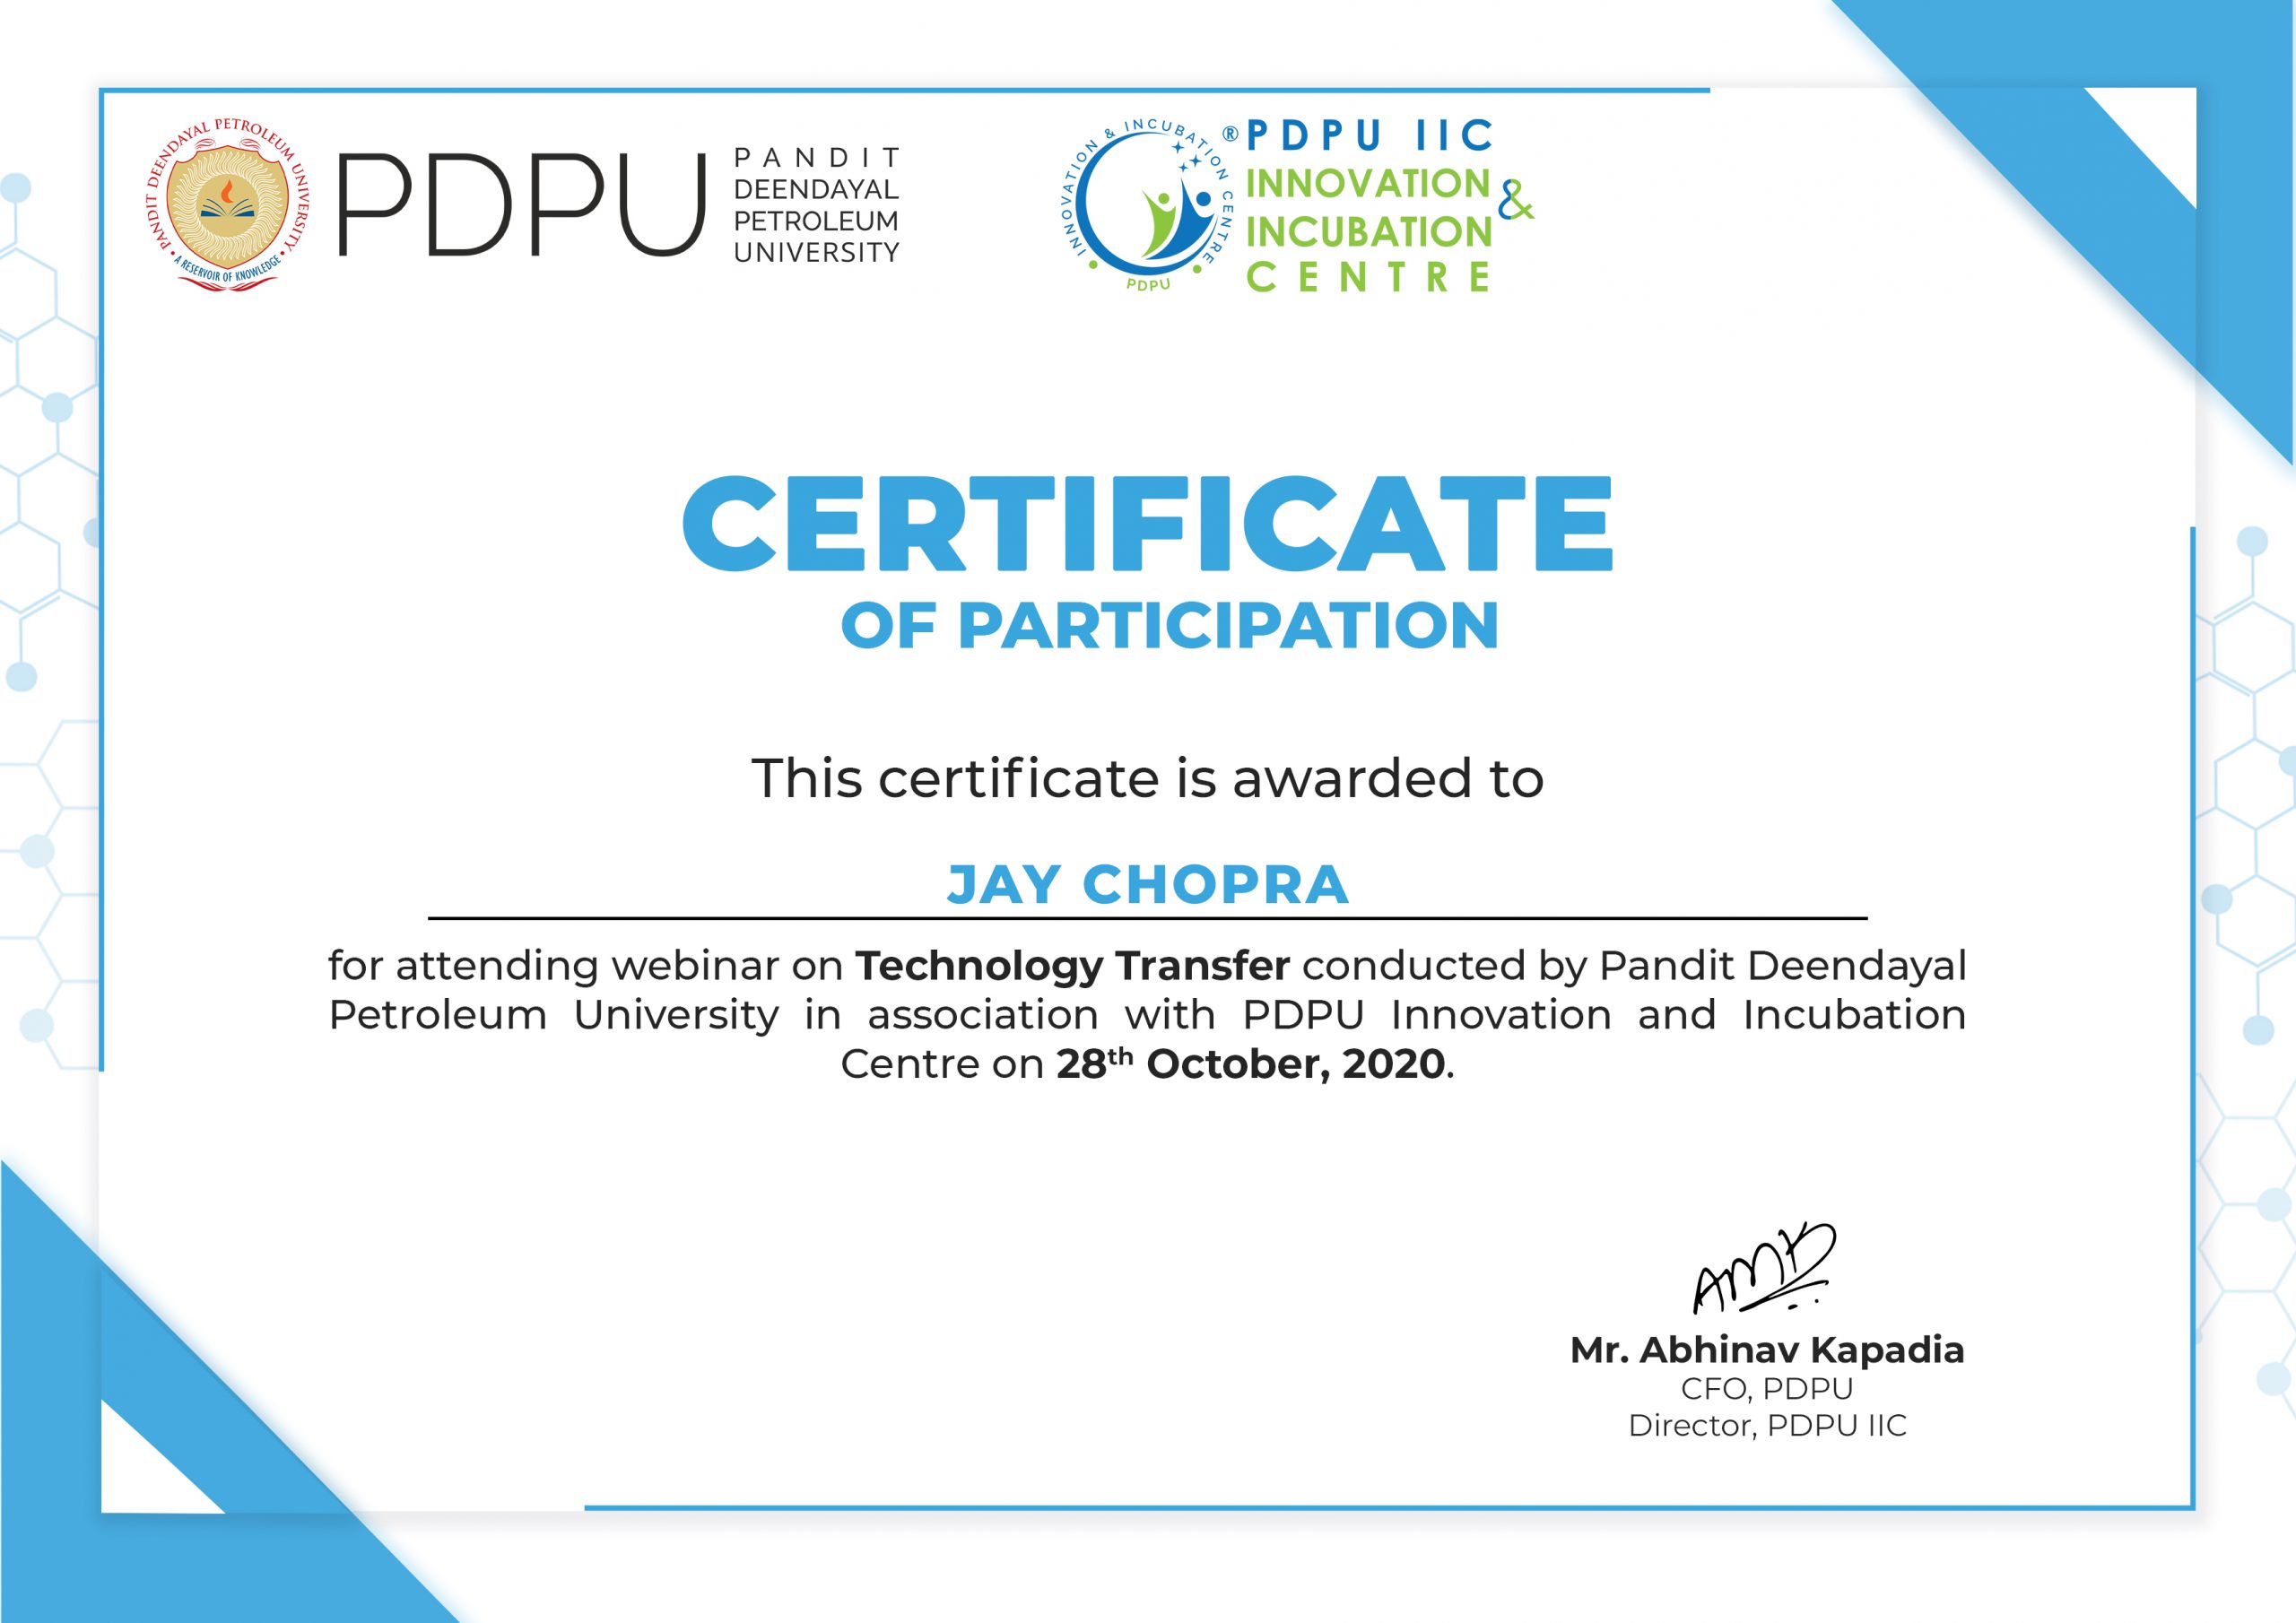 PANDIT DEENDAYAL PETROLEUM UNIVERSITY
A RESERVOIR OF KNOWLEDGE
PDPU
PANDIT
DEENDAYAL
PETROLEUM
UNIVERSITY
INNOVATION & INCUBATION CENTRE
PDPU
® PDPU IIC
INNOVATION &
INCUBATION
CENTRE
CERTIFICATE
OF PARTICIPATION
This certificate is awarded to
JAY CHOPRA
for attending webinar on Technology Transfer conducted by Pandit Deendayal
Petroleum University in association with PDPU Innovation and Incubation
Centre on 28th October, 2020.
AMK
Mr. Abhinav Kapadia
CFO, PDPU
Director, PDPU IIC